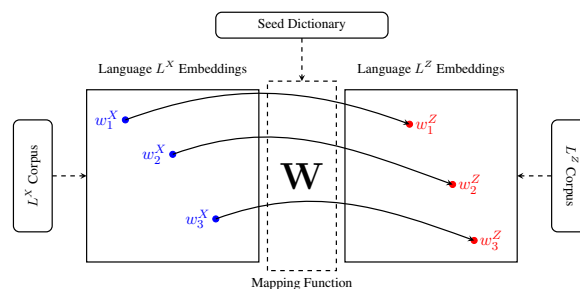 Seed Dictionary
Language L^X Embeddings
Language L^Z Embeddings
L^X Corpus
w_1^X
w_2^X
w_3^X
W
w_1^Z
w_2^Z
w_3^Z
L^Z Corpus
Mapping Function